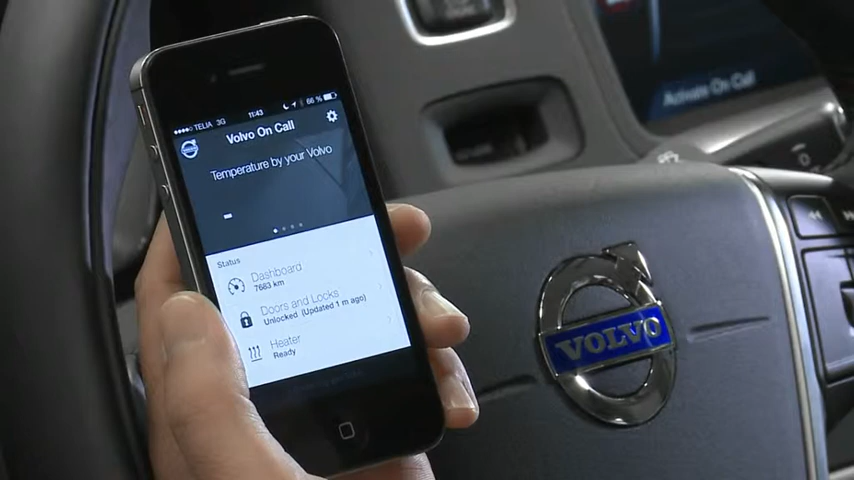 TELIA 3G 11:43 66 %
Volvo On Call
Temperature by your Volvo
--
Status
Dashboard
7683 km
Doors and Locks
Unlocked (Updated 1 m ago)
Heater
Ready
Activate On Call
VOLVO